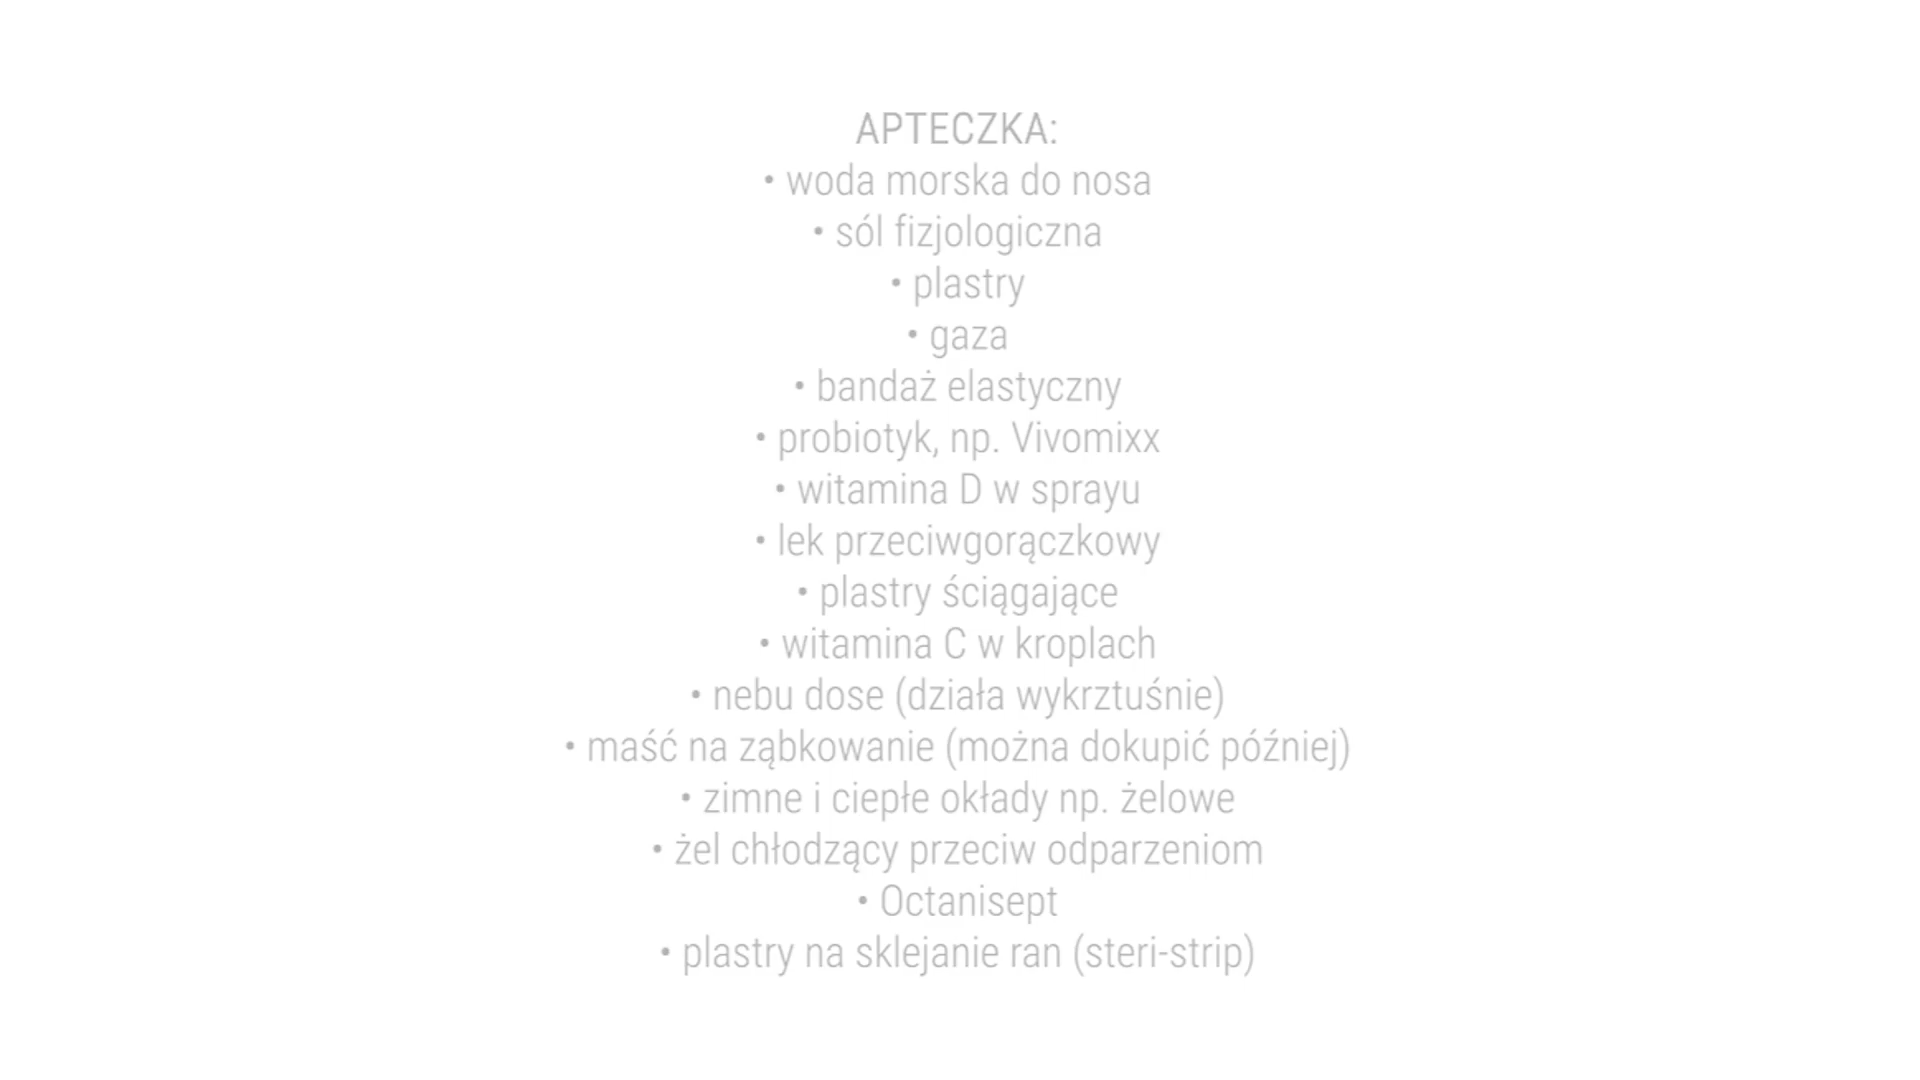 APTECZKA:
• woda morska do nosa
• sól fizjologiczna
• plastry
• gaza
• bandaż elastyczny
• probiotyk, np. Vivomixx
• witamina D w sprayu
• lek przeciwgorączkowy
• plastry ściągające
• witamina C w kroplach
• nebu dose (działa wykrztuśnie)
• maść na ząbkowanie (można dokupić później)
• zimne i ciepłe okłady np. żelowe
• żel chłodzący przeciw odparzeniom
• Octanisept
• plastry na sklejanie ran (steri-strip)